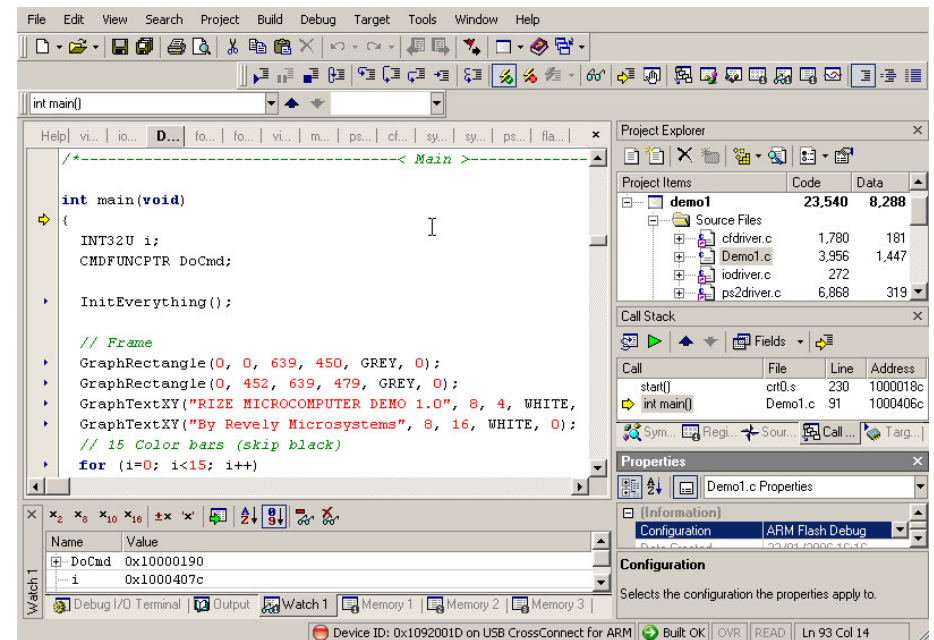 File Edit View Search Project Build Debug Target Tools Window Help
int main()
Help| vi... | io... D... | fo... | fo... | vi... | m... | ps... | cf... | sy... | sy... | ps... | fla... | ×
/*-----------------------------------< Main >-------------
int main(void)
{
INT32U i;
CMDFUNCPTR DoCmd;
InitEverything();
// Frame
GraphRectangle(0, 0, 639, 450, GREY, 0);
GraphRectangle(0, 452, 639, 479, GREY, 0);
GraphTextXY("RIZE MICROCOMPUTER DEMO 1.0", 8, 4, WHITE,
GraphTextXY("By Revely Microsystems", 8, 16, WHITE, 0);
// 15 Color bars (skip black)
for (i=0; i<15; i++)
Project Explorer
Project Items Code Data
demo1 23,540 8,288
Source Files
cfdriver.c 1,780 181
Demo1.c 3,956 1,447
iodriver.c 272
ps2driver.c 6,868 319
Call Stack
Fields
Call File Line Address
start() crt0.s 230 1000018c
int main() Demo1.c 91 1000406c
Sym... Regi... Sour... Call ... Targ...
Properties
Demo1.c Properties
(Information)
Configuration ARM Flash Debug
Configuration
Selects the configuration the properties apply to.
x2 x8 x10 x16 ±x 'x'
Name Value
DoCmd 0x10000190
i 0x1000407c
Watch 1
Debug I/O Terminal | Output Watch 1 Memory 1 | Memory 2 | Memory 3 |
Device ID: 0x1092001D on USB CrossConnect for ARM Built OK OVR READ Ln 93 Col 14